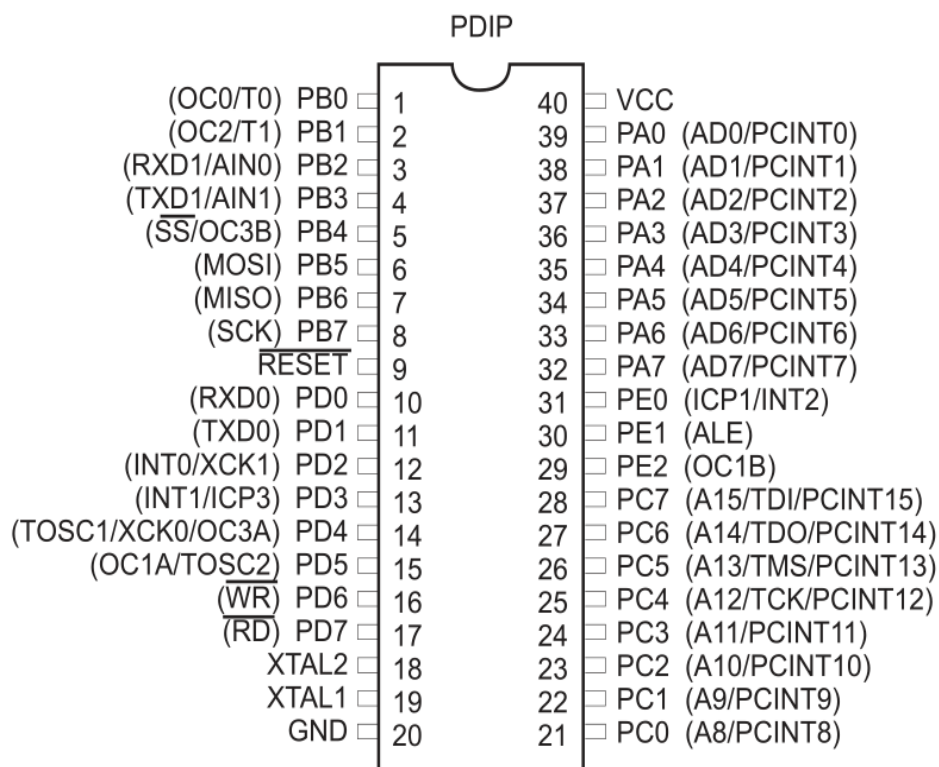 PDIP
(OC0/T0) PB0 1 40 VCC
(OC2/T1) PB1 2 39 PA0 (AD0/PCINT0)
(RXD1/AIN0) PB2 3 38 PA1 (AD1/PCINT1)
(TXD1/AIN1) PB3 4 37 PA2 (AD2/PCINT2)
(S̅S̅/OC3B) PB4 5 36 PA3 (AD3/PCINT3)
(MOSI) PB5 6 35 PA4 (AD4/PCINT4)
(MISO) PB6 7 34 PA5 (AD5/PCINT5)
(SCK) PB7 8 33 PA6 (AD6/PCINT6)
R̅E̅S̅E̅T̅ 9 32 PA7 (AD7/PCINT7)
(RXD0) PD0 10 31 PE0 (ICP1/INT2)
(TXD0) PD1 11 30 PE1 (ALE)
(INT0/XCK1) PD2 12 29 PE2 (OC1B)
(INT1/ICP3) PD3 13 28 PC7 (A15/TDI/PCINT15)
(TOSC1/XCK0/OC3A) PD4 14 27 PC6 (A14/TDO/PCINT14)
(OC1A/TOSC2) PD5 15 26 PC5 (A13/TMS/PCINT13)
(W̅R̅) PD6 16 25 PC4 (A12/TCK/PCINT12)
(R̅D̅) PD7 17 24 PC3 (A11/PCINT11)
XTAL2 18 23 PC2 (A10/PCINT10)
XTAL1 19 22 PC1 (A9/PCINT9)
GND 20 21 PC0 (A8/PCINT8)